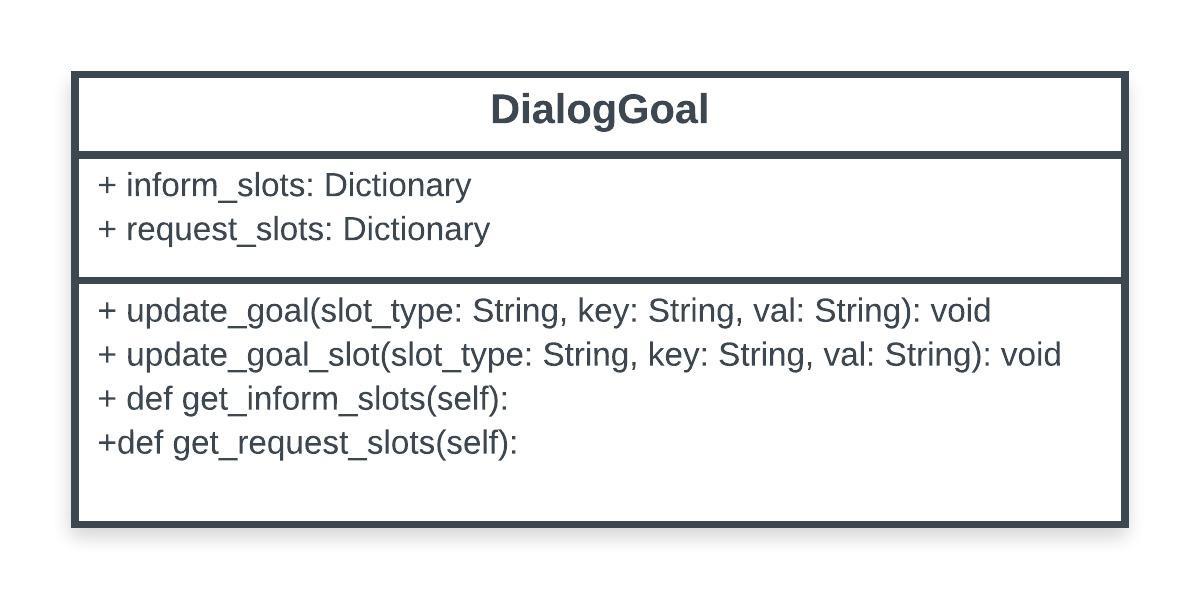 DialogGoal
+ inform_slots: Dictionary
+ request_slots: Dictionary
+ update_goal(slot_type: String, key: String, val: String): void
+ update_goal_slot(slot_type: String, key: String, val: String): void
+ def get_inform_slots(self):
+def get_request_slots(self):